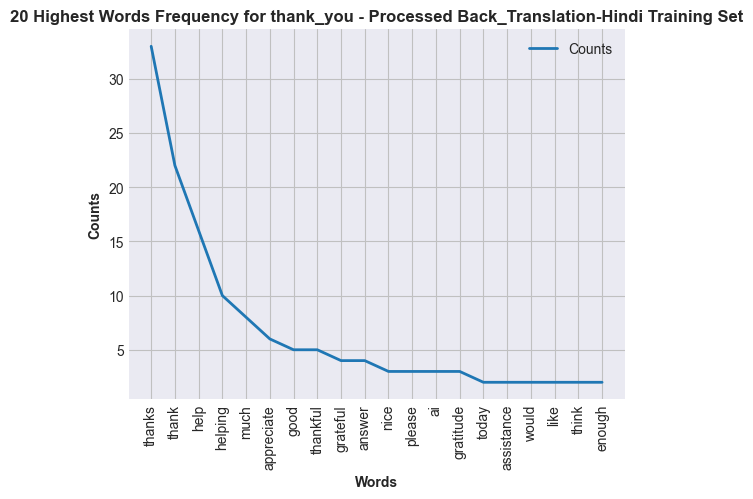 20 Highest Words Frequency for thank_you - Processed Back_Translation-Hindi Training Set
Counts
30
25
20
15
10
5
Counts
thanks
thank
help
helping
much
appreciate
good
thankful
grateful
answer
nice
please
ai
gratitude
today
assistance
would
like
think
enough
Words